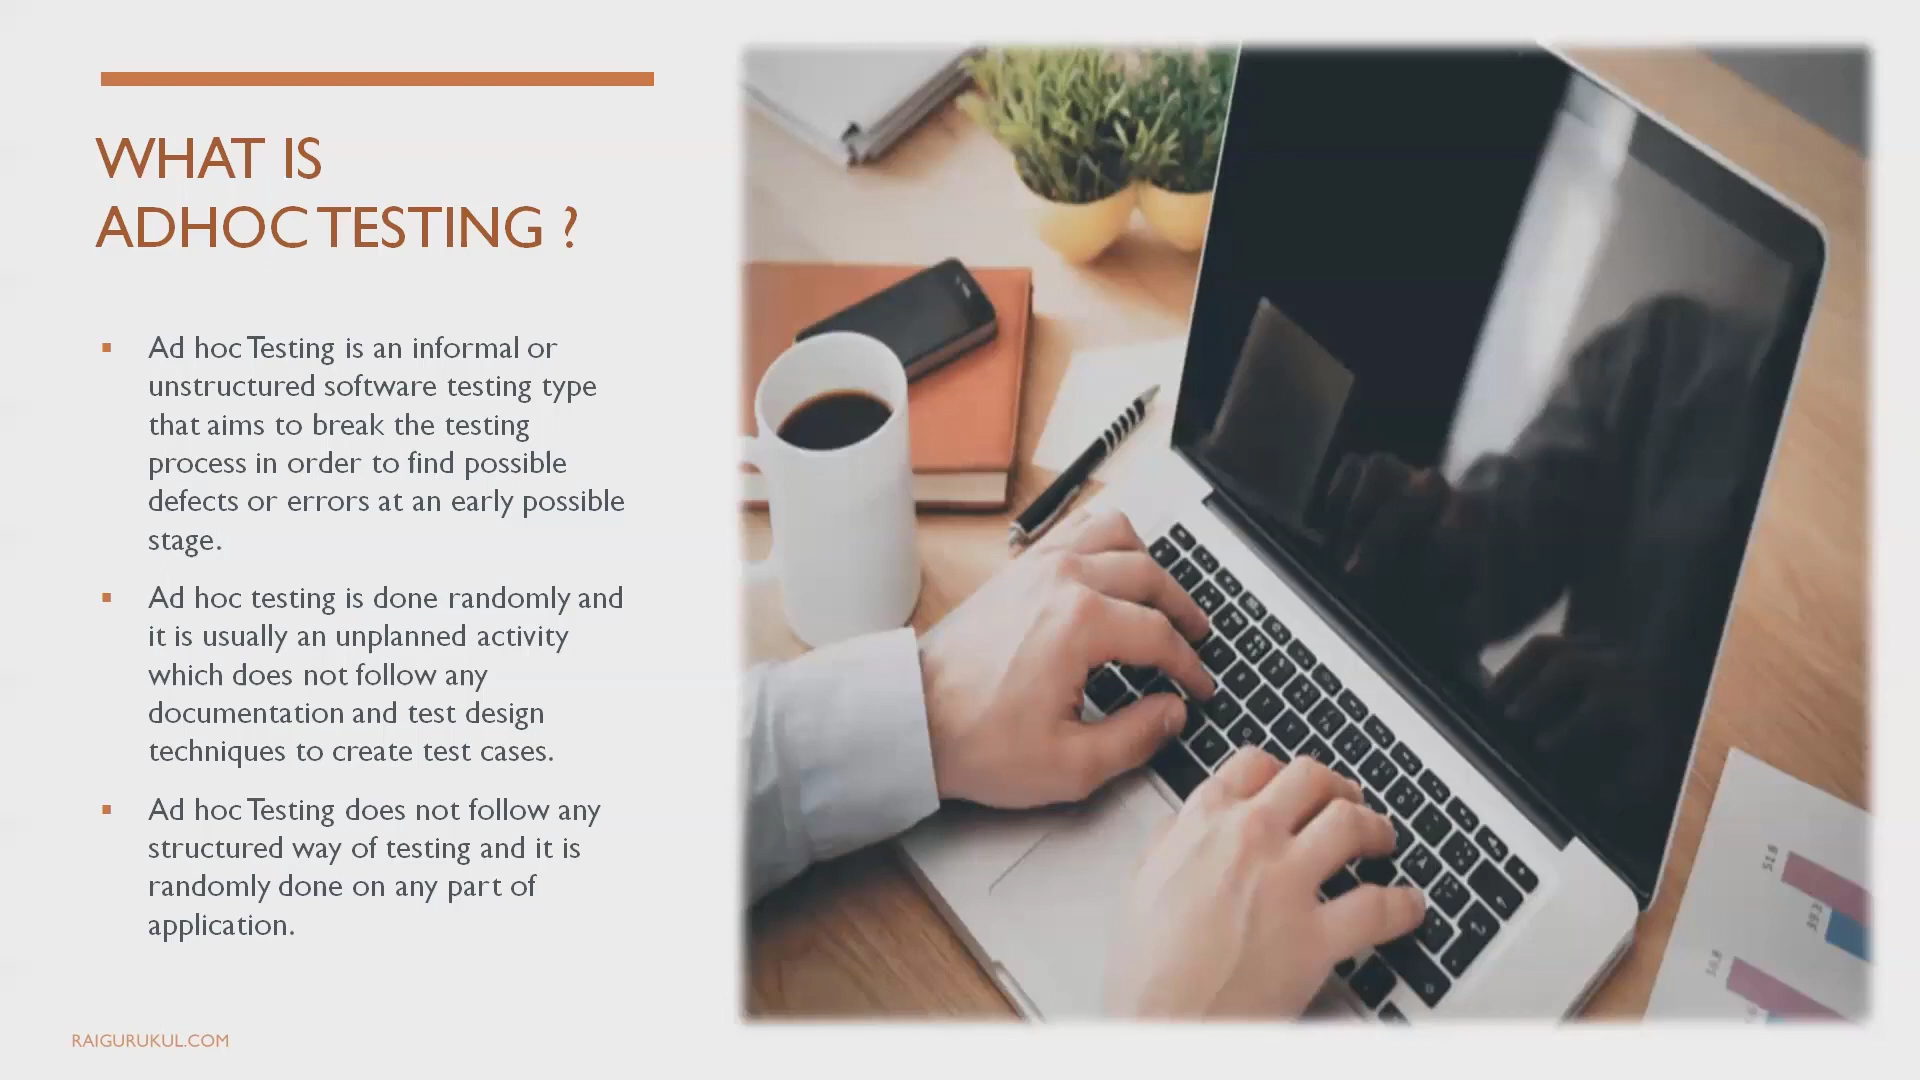 WHAT IS
ADHOC TESTING ?
Ad hoc Testing is an informal or
unstructured software testing type
that aims to break the testing
process in order to find possible
defects or errors at an early possible
stage.
Ad hoc testing is done randomly and
it is usually an unplanned activity
which does not follow any
documentation and test design
techniques to create test cases.
Ad hoc Testing does not follow any
structured way of testing and it is
randomly done on any part of
application.
RAIGURUKUL.COM
51.8